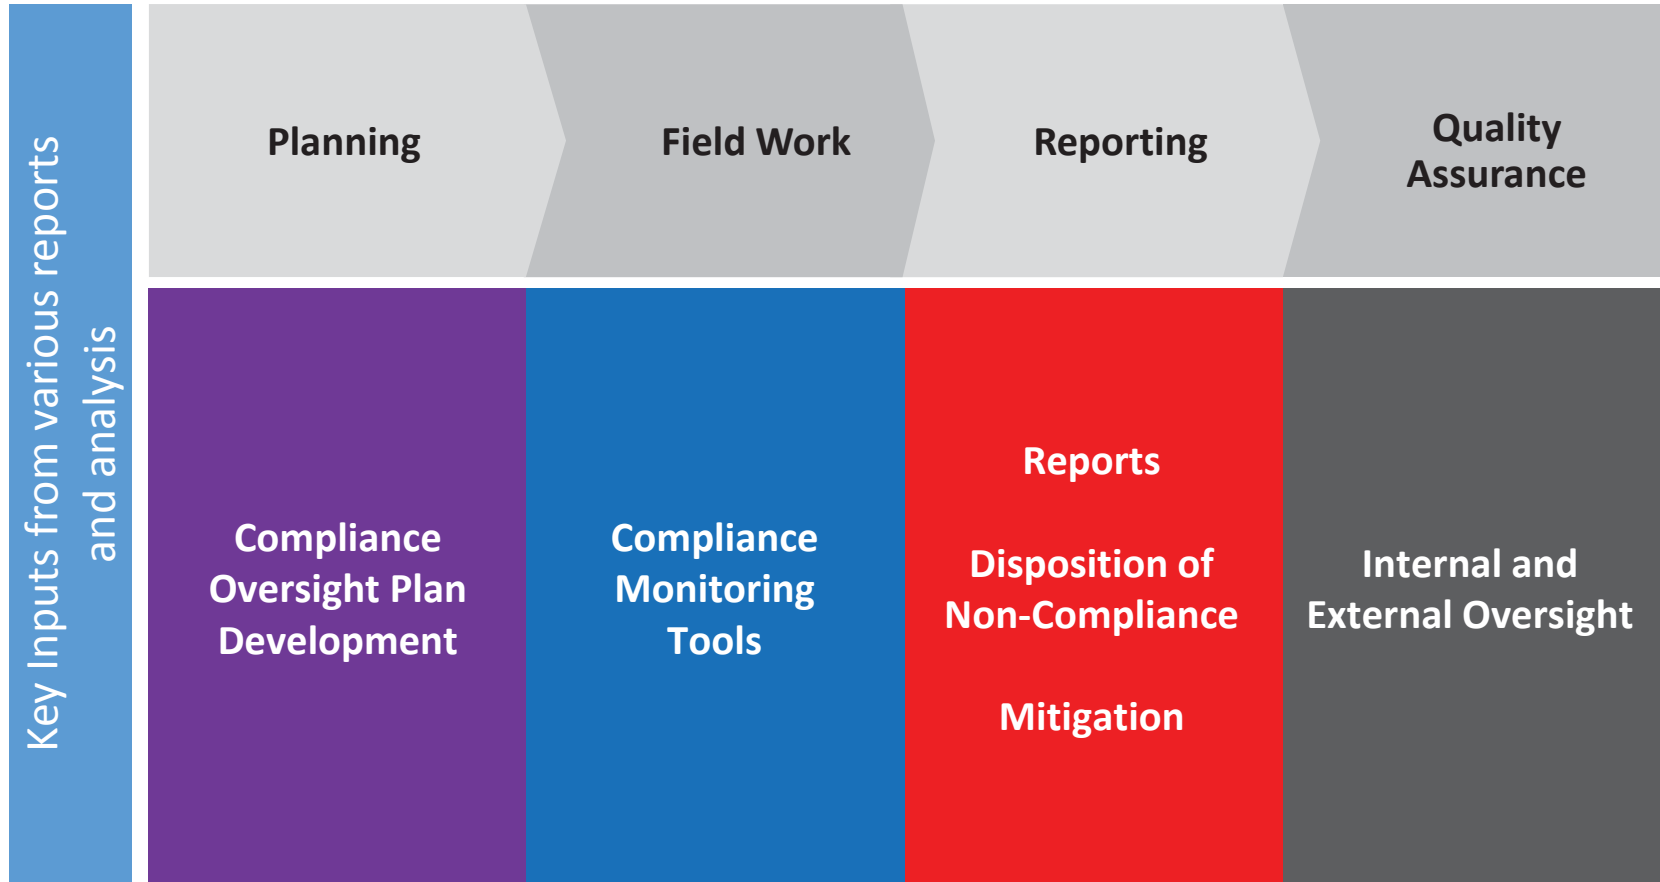 Key Inputs from various reports
and analysis
Planning
Field Work
Reporting
Quality
Assurance
Compliance
Oversight Plan
Development
Compliance
Monitoring
Tools
Reports
Disposition of
Non-Compliance
Mitigation
Internal and
External Oversight